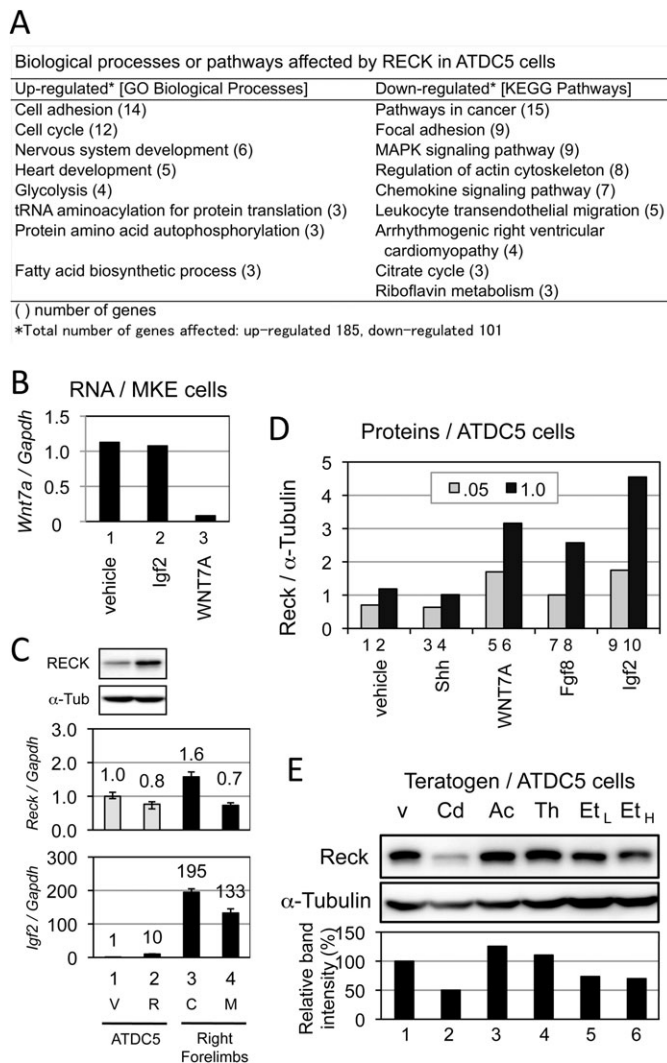 A
Biological processes or pathways affected by RECK in ATDC5 cells
Up-regulated* [GO Biological Processes] Down-regulated* [KEGG Pathways]
Cell adhesion (14) Pathways in cancer (15)
Cell cycle (12) Focal adhesion (9)
Nervous system development (6) MAPK signaling pathway (9)
Heart development (5) Regulation of actin cytoskeleton (8)
Glycolysis (4) Chemokine signaling pathway (7)
tRNA aminoacylation for protein translation (3) Leukocyte transendothelial migration (5)
Protein amino acid autophosphorylation (3) Arrhythmogenic right ventricular
cardiomyopathy (4)
Fatty acid biosynthetic process (3) Citrate cycle (3)
Riboflavin metabolism (3)
( ) number of genes
*Total number of genes affected: up-regulated 185, down-regulated 101
B
RNA / MKE cells
Wnt7a / Gapdh
1.5
1.0
0.5
0
1 2 3
vehicle
Igf2
WNT7A
C
RECK
α-Tub
Reck / Gapdh
3.0
2.0
1.0
0.0
1.0 0.8 1.6 0.7
Igf2 / Gapdh
300
200
100
0
1 10 195 133
1 2 3 4
V R C M
ATDC5 Right
Forelimbs
D
Proteins / ATDC5 cells
Reck / α-Tubulin
5
4
3
2
1
0
.05 1.0
1 2 3 4 5 6 7 8 9 10
vehicle
Shh
WNT7A
Fgf8
Igf2
E
Teratogen / ATDC5 cells
v Cd Ac Th EtL EtH
Reck
α-Tubulin
Relative band
intensity (%)
150
100
50
0
1 2 3 4 5 6